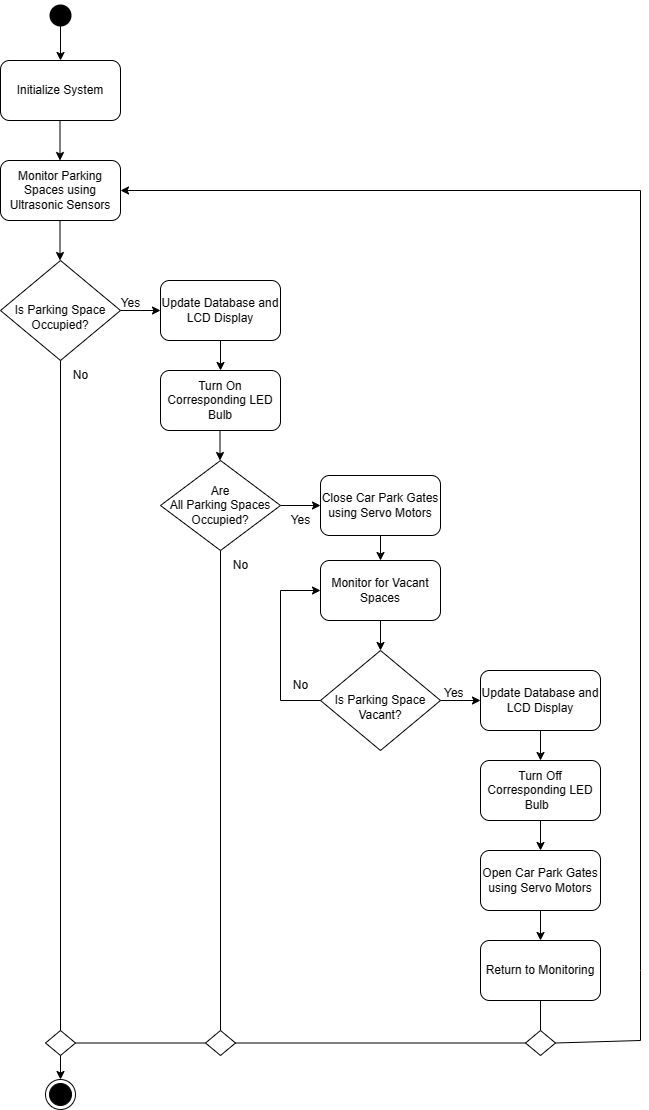 Initialize System
Monitor Parking
Spaces using
Ultrasonic Sensors
Is Parking Space
Occupied?
Yes
No
Update Database and
LCD Display
Turn On
Corresponding LED
Bulb
Are
All Parking Spaces
Occupied?
Yes
No
Close Car Park Gates
using Servo Motors
Monitor for Vacant
Spaces
Is Parking Space
Vacant?
No
Yes
Update Database and
LCD Display
Turn Off
Corresponding LED
Bulb
Open Car Park Gates
using Servo Motors
Return to Monitoring